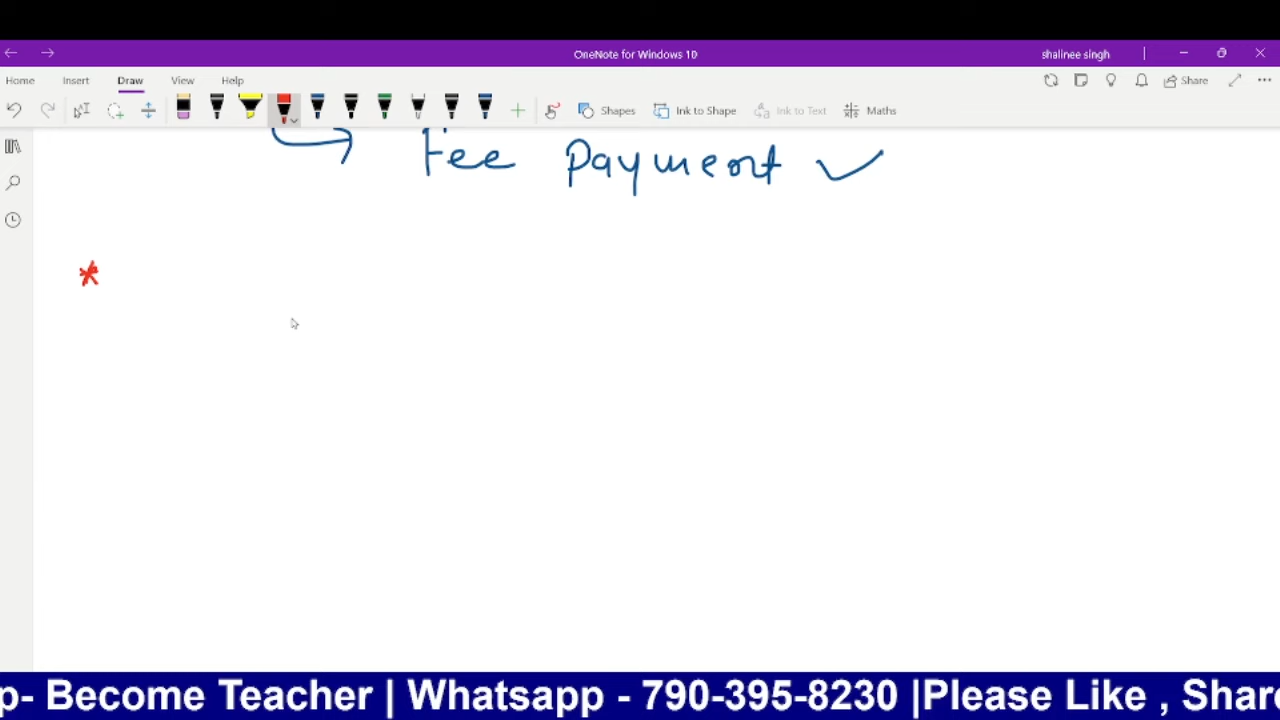 OneNote for Windows 10
shalinee singh
Home Insert Draw View Help
Share
Shapes Ink to Shape Ink to Text Maths
Fee Payment ✓
*
p- Become Teacher | Whatsapp - 790-395-8230 |Please Like , Share